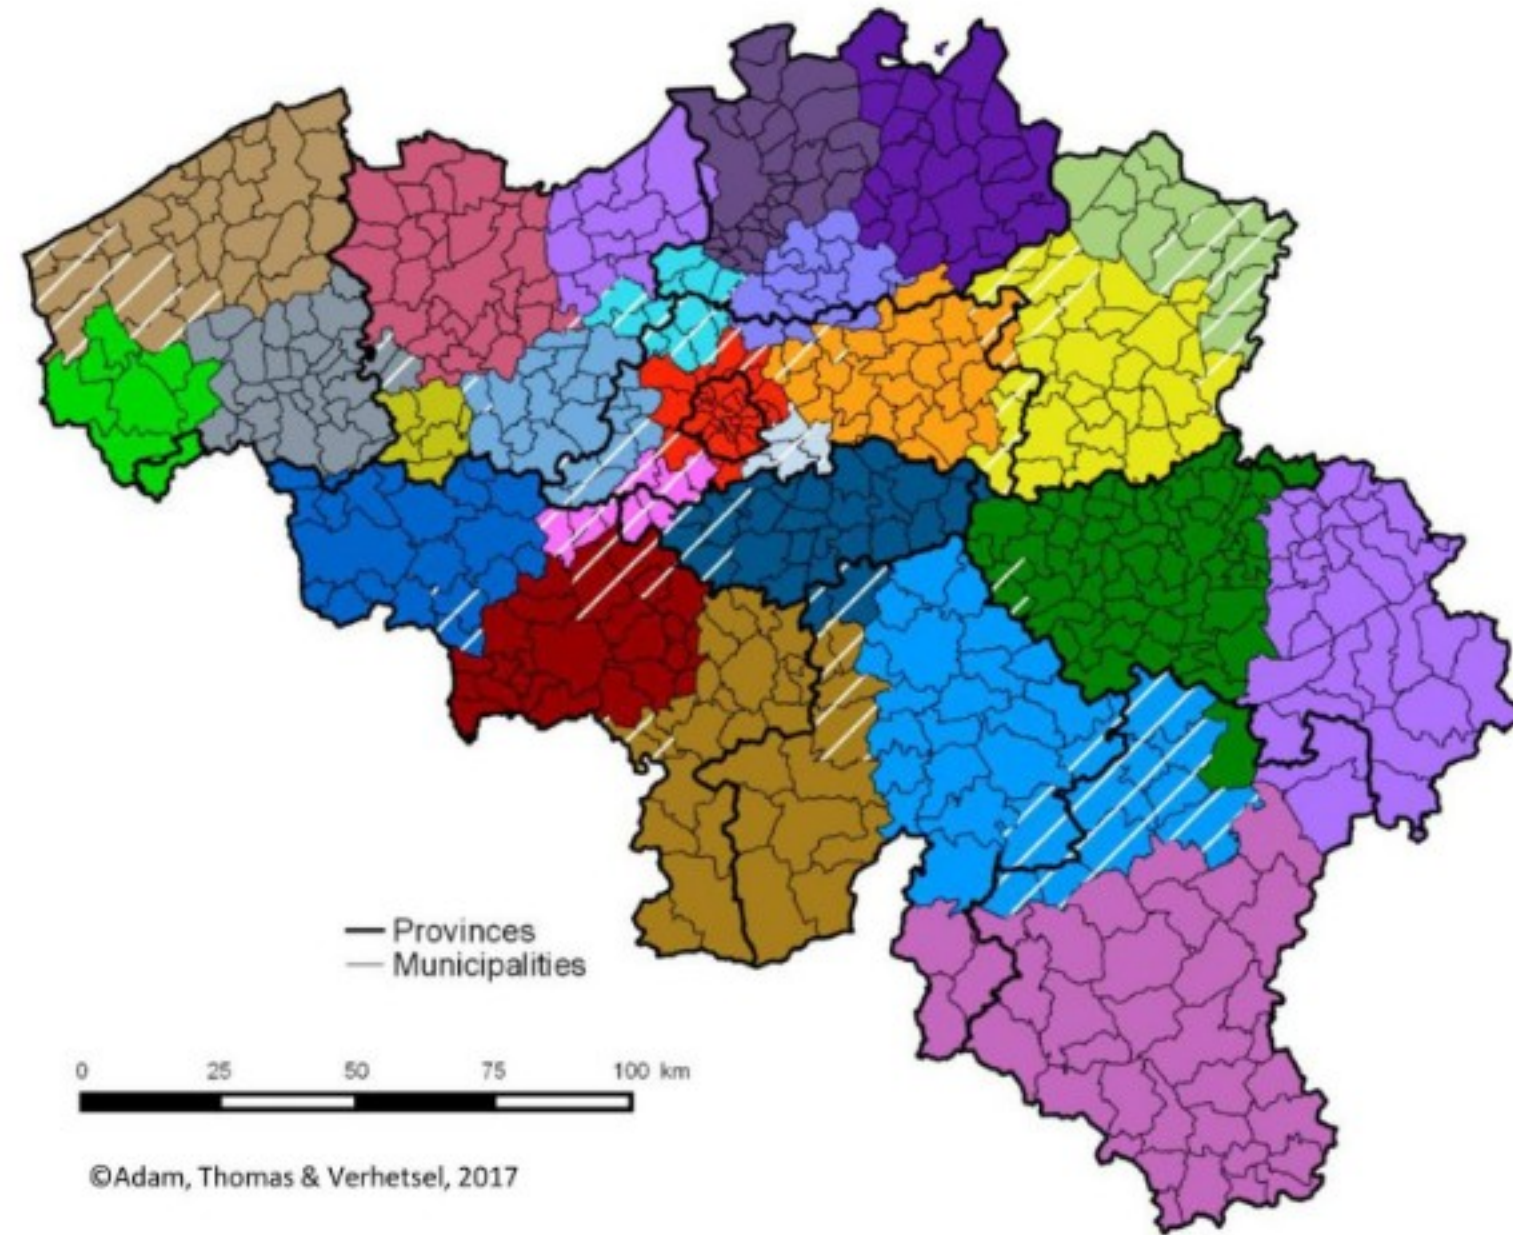 Provinces
Municipalities
0 25 50 75 100 km
©Adam, Thomas & Verhetsel, 2017